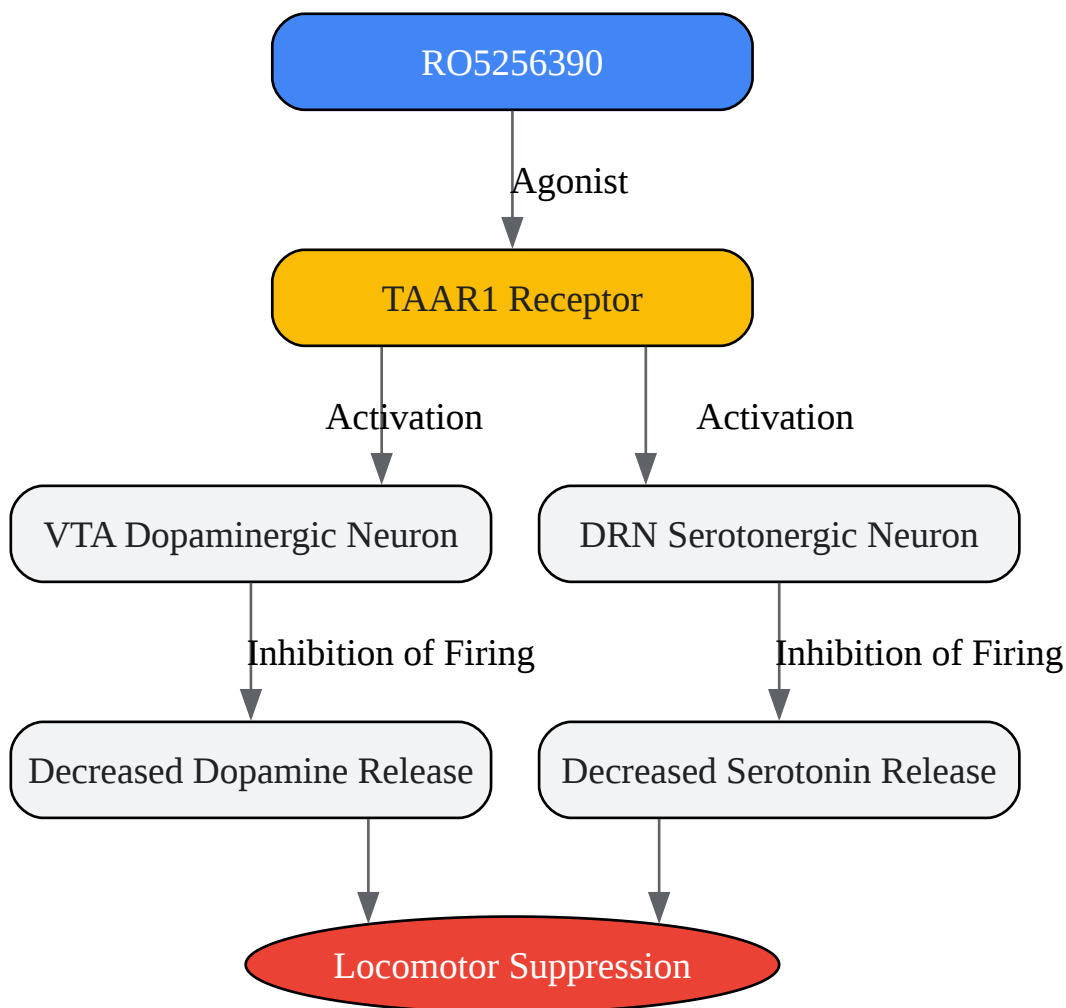 RO5256390
Agonist
TAAR1 Receptor
Activation
Activation
VTA Dopaminergic Neuron
DRN Serotonergic Neuron
Inhibition of Firing
Inhibition of Firing
Decreased Dopamine Release
Decreased Serotonin Release
Locomotor Suppression